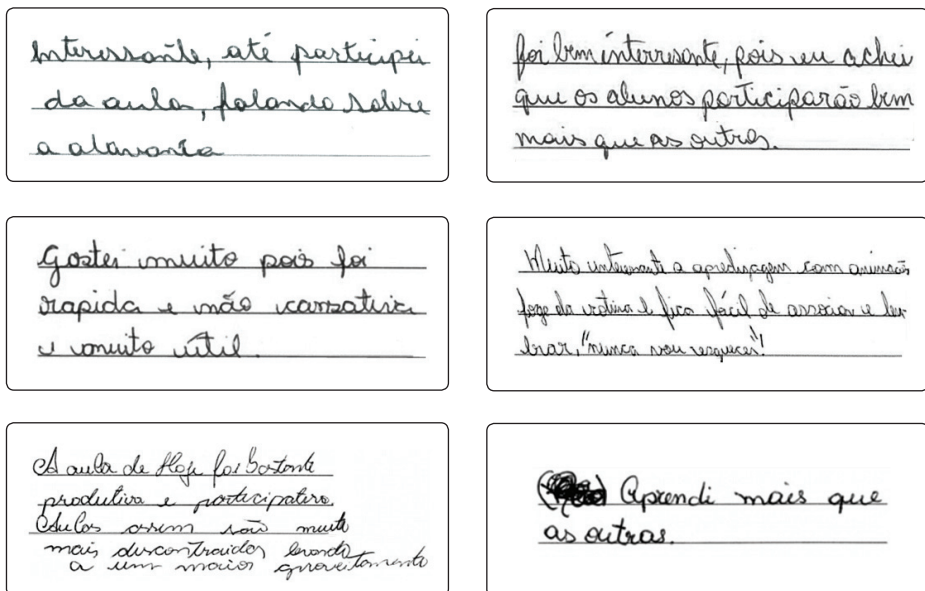 Interessante, até participei
da aula, falando sobre
a alavanca
foi bem interresante, pois eu achei
que os alunos participarão bem
mais que as outras.
Gostei muito pois foi
rapida e não cansativa
e muito útil.
Muito interessante a aprendizagem com animação
foge da rotina e fica fácil de associar e lem
brar, "nunca vou esquecer"!
A aula de Hoje foi bastante
produtiva e participativa.
Aulas assim são muito
mais descontraidas levando
a um maior aproveitamento
Aprendi mais que
as outras.